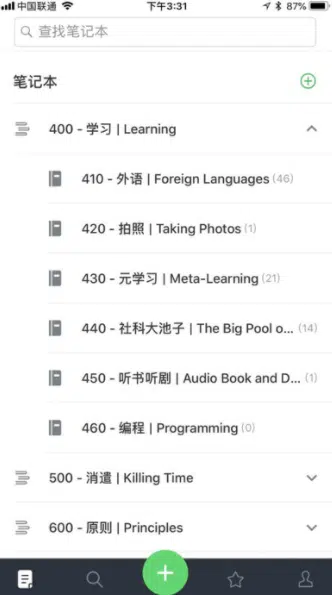 中国联通 下午3:31 87%
查找笔记本
笔记本
400 - 学习 | Learning
410 - 外语 | Foreign Languages (46)
420 - 拍照 | Taking Photos (1)
430 - 元学习 | Meta-Learning (21)
440 - 社科大池子 | The Big Pool o... (14)
450 - 听书听剧 | Audio Book and D... (1)
460 - 编程 | Programming (0)
500 - 消遣 | Killing Time
600 - 原则 | Principles